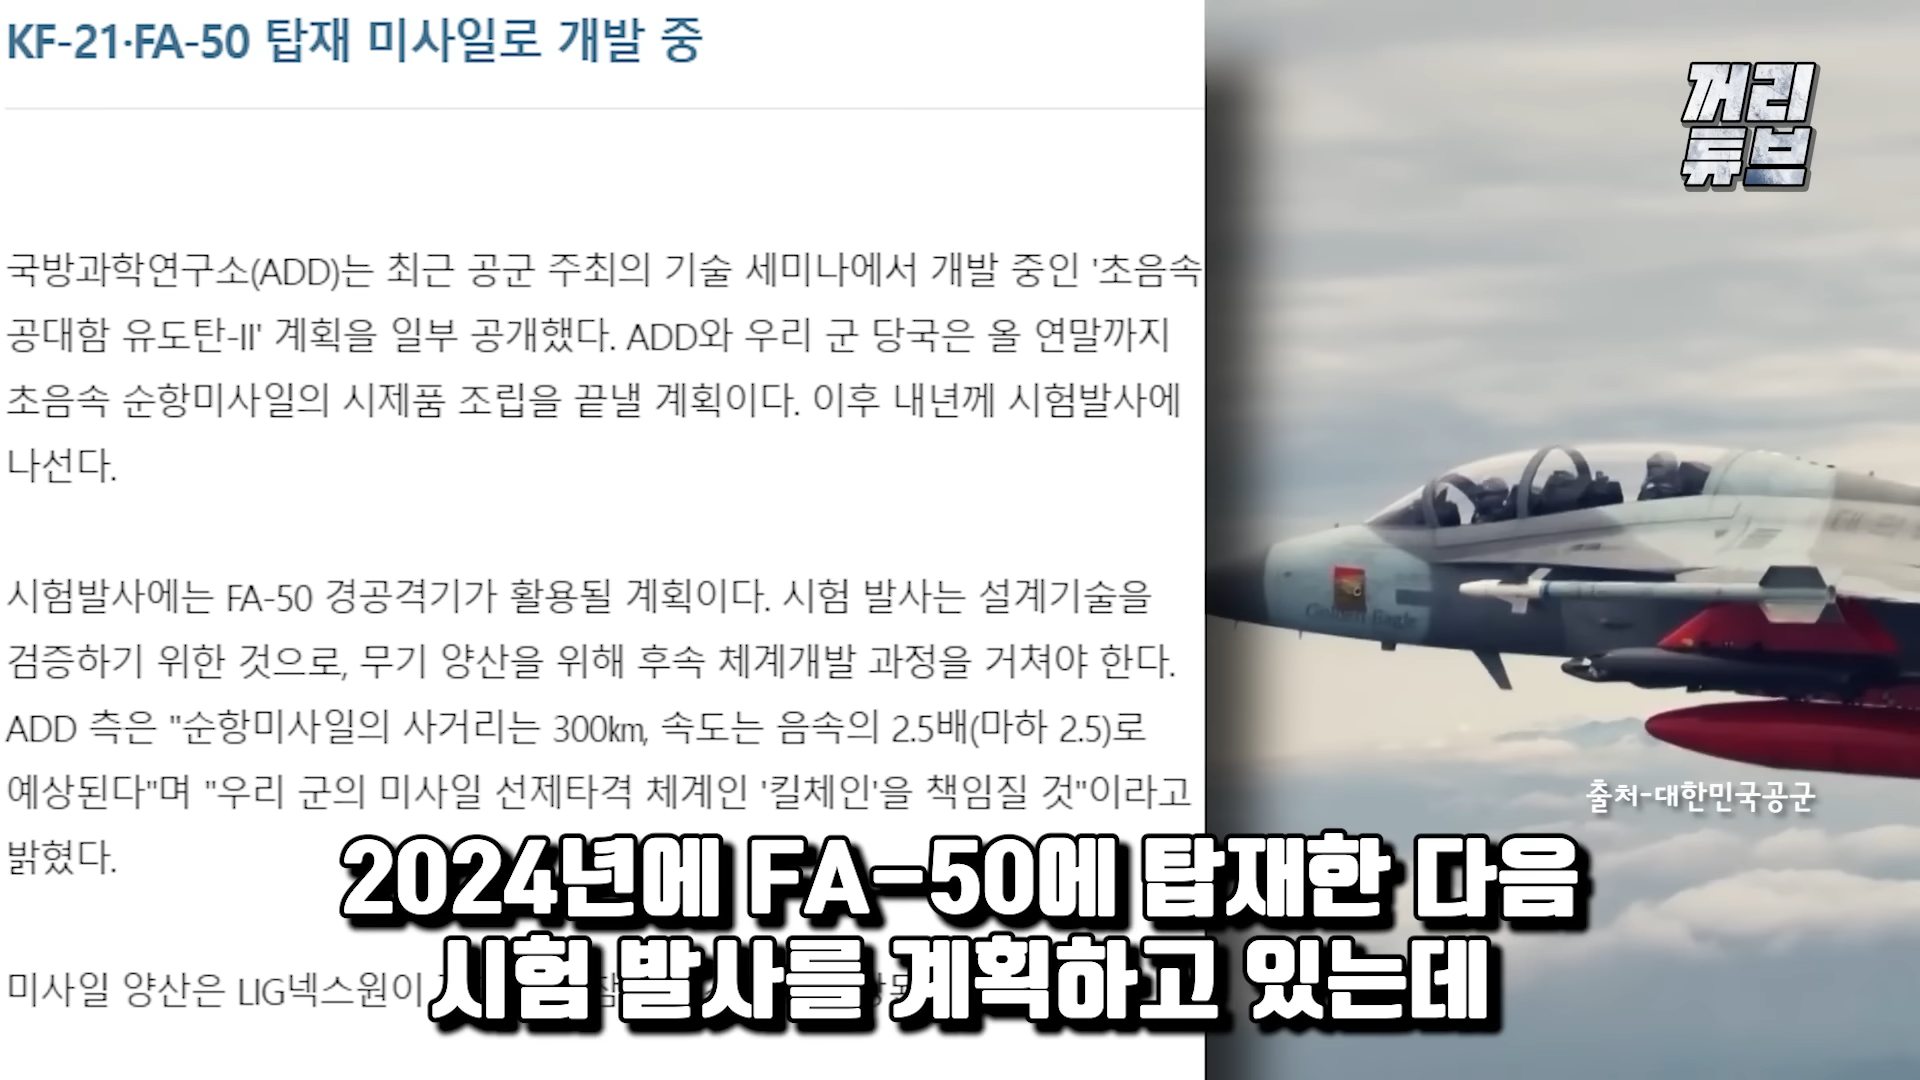 KF-21·FA-50 탑재 미사일로 개발 중
꺼리
튜브
국방과학연구소(ADD)는 최근 공군 주최의 기술 세미나에서 개발 중인 '초음속
공대함 유도탄-II' 계획을 일부 공개했다. ADD와 우리 군 당국은 올 연말까지
초음속 순항미사일의 시제품 조립을 끝낼 계획이다. 이후 내년께 시험발사에
나선다.
시험발사에는 FA-50 경공격기가 활용될 계획이다. 시험 발사는 설계기술을
검증하기 위한 것으로, 무기 양산을 위해 후속 체계개발 과정을 거쳐야 한다.
ADD 측은 "순항미사일의 사거리는 300㎞, 속도는 음속의 2.5배(마하 2.5)로
예상된다"며 "우리 군의 미사일 선제타격 체계인 '킬체인'을 책임질 것"이라고
밝혔다.
미사일 양산은 LIG넥스원이
Golden Eagle
출처-대한민국공군
2024년에 FA-50에 탑재한 다음
시험 발사를 계획하고 있는데